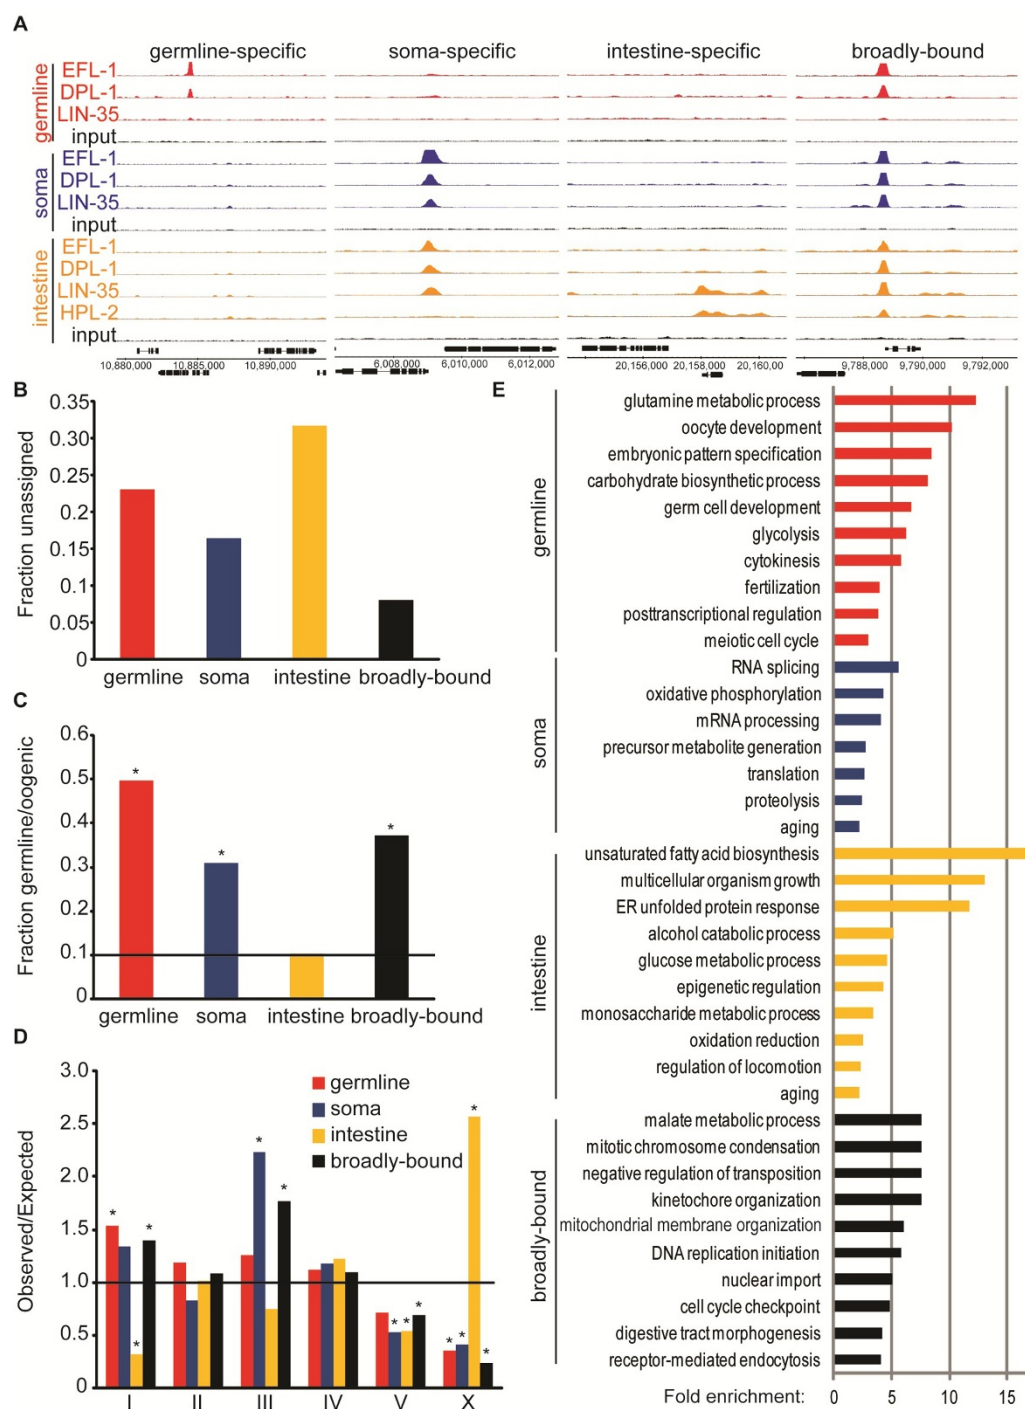 A
germline-specific soma-specific intestine-specific broadly-bound
germline
EFL-1
DPL-1
LIN-35
input
soma
EFL-1
DPL-1
LIN-35
input
intestine
EFL-1
DPL-1
LIN-35
HPL-2
input
10,880,000 10,885,000 10,890,000 6,008,000 6,010,000 6,012,000 20,156,000 20,158,000 20,160,000 9,788,000 9,790,000 9,792,000
B
Fraction unassigned
0.35
0.30
0.25
0.2
0.15
0.1
0.05
0
germline soma intestine broadly-bound
C
Fraction germline/oogenic
0.6
0.5
0.4
0.3
0.2
0.1
0
* * *
germline soma intestine broadly-bound
D
Observed/Expected
3.0
2.5
2.0
1.5
1.0
0.5
0
germline
soma
intestine
broadly-bound
* * * * * * * * * * * *
I II III IV V X
E
germline
glutamine metabolic process
oocyte development
embryonic pattern specification
carbohydrate biosynthetic process
germ cell development
glycolysis
cytokinesis
fertilization
posttranscriptional regulation
meiotic cell cycle
soma
RNA splicing
oxidative phosphorylation
mRNA processing
precursor metabolite generation
translation
proteolysis
aging
intestine
unsaturated fatty acid biosynthesis
multicellular organism growth
ER unfolded protein response
alcohol catabolic process
glucose metabolic process
epigenetic regulation
monosaccharide metabolic process
oxidation reduction
regulation of locomotion
aging
broadly-bound
malate metabolic process
mitotic chromosome condensation
negative regulation of transposition
kinetochore organization
mitochondrial membrane organization
DNA replication initiation
nuclear import
cell cycle checkpoint
digestive tract morphogenesis
receptor-mediated endocytosis
Fold enrichment: 0 5 10 15